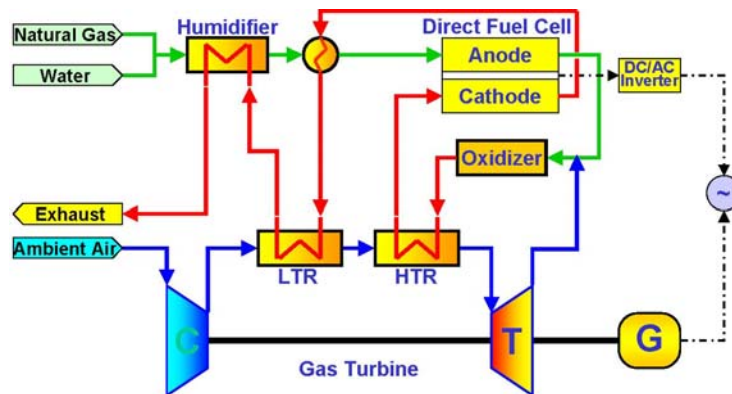 Natural Gas
Water
Humidifier
Direct Fuel Cell
Anode
Cathode
DC/AC
Inverter
Oxidizer
~
Exhaust
Ambient Air
LTR
HTR
C
T
G
Gas Turbine